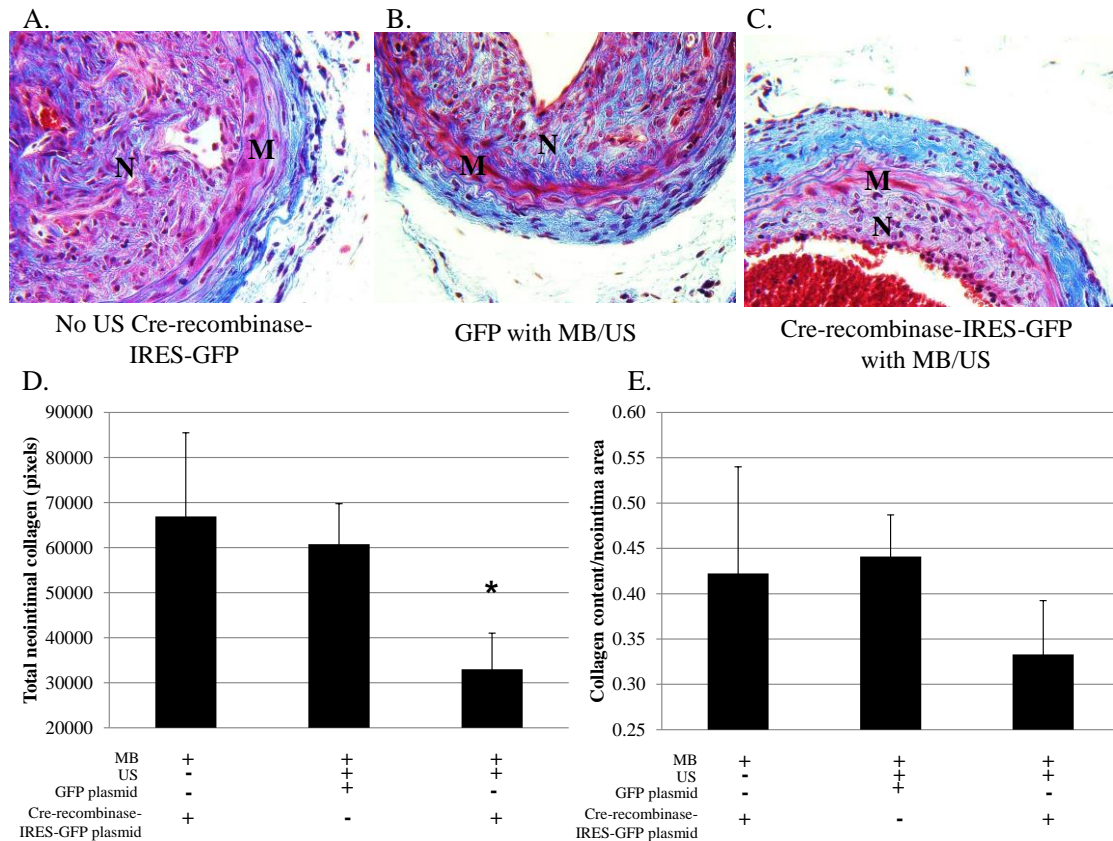 A.
B.
C.
N
M
M
N
M
N
No US Cre-recombinase-
IRES-GFP
GFP with MB/US
Cre-recombinase-IRES-GFP
with MB/US
D.
Total neointimal collagen (pixels)
90000
80000
70000
60000
50000
40000
30000
20000
*
MB + + +
US - + +
GFP plasmid - + -
Cre-recombinase-
IRES-GFP plasmid + - +
E.
Collagen content/neointima area
0.60
0.55
0.50
0.45
0.40
0.35
0.30
0.25
MB + + +
US - + +
GFP plasmid - + -
Cre-recombinase-
IRES-GFP plasmid + - +